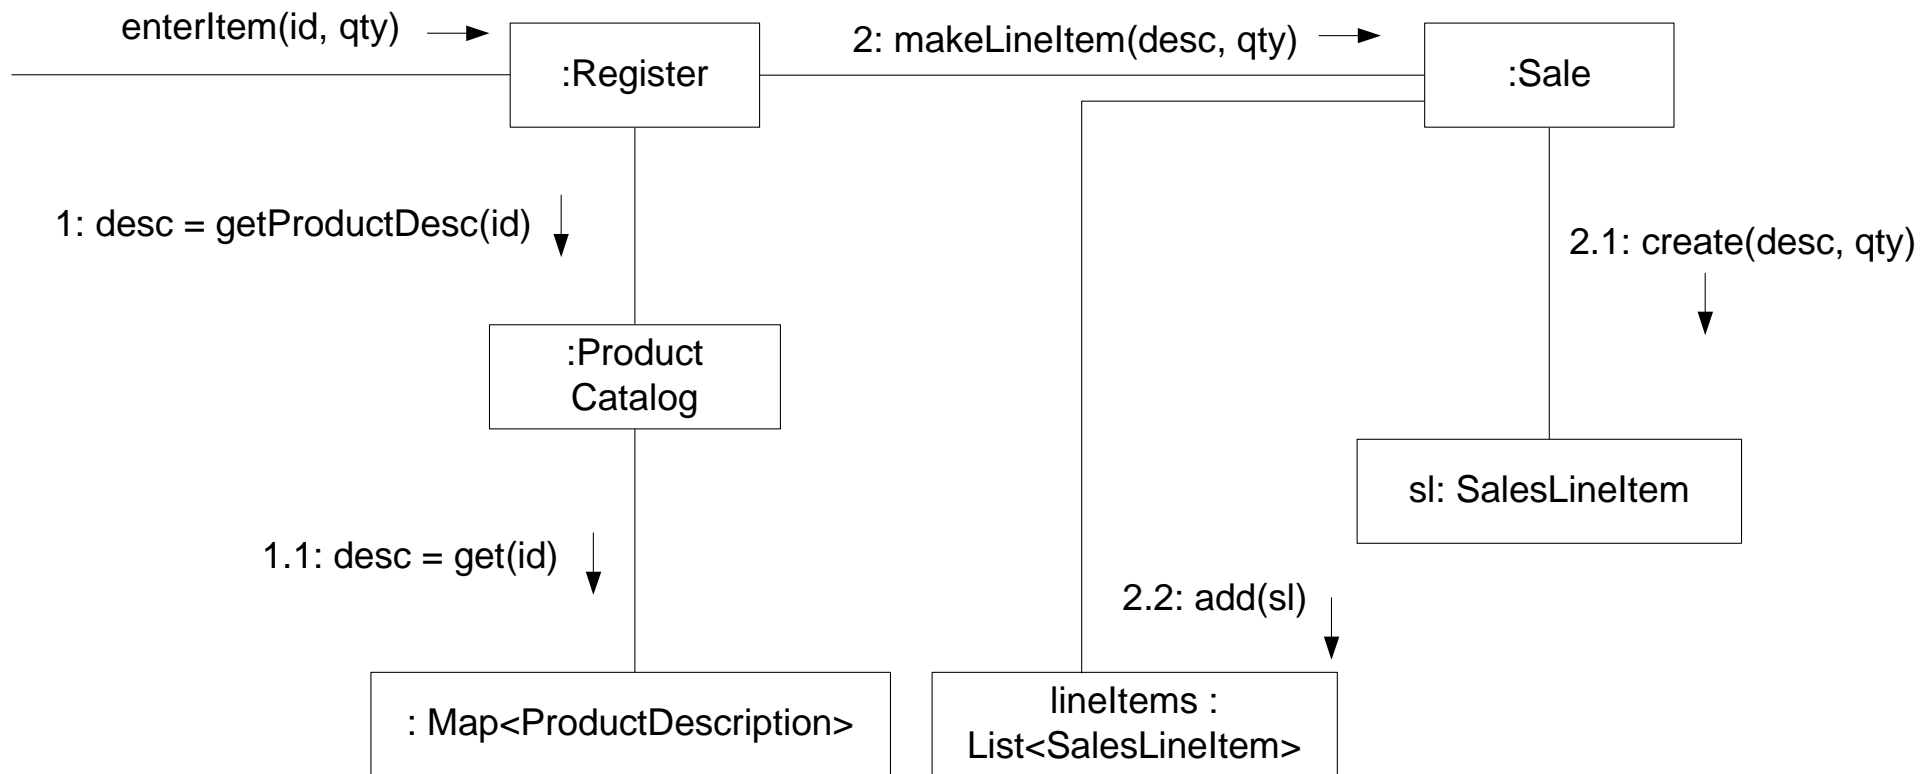 enterItem(id, qty)
2: makeLineItem(desc, qty)
:Register
:Sale
1: desc = getProductDesc(id)
2.1: create(desc, qty)
:Product
Catalog
sl: SalesLineItem
1.1: desc = get(id)
2.2: add(sl)
: Map<ProductDescription>
lineItems :
List<SalesLineItem>